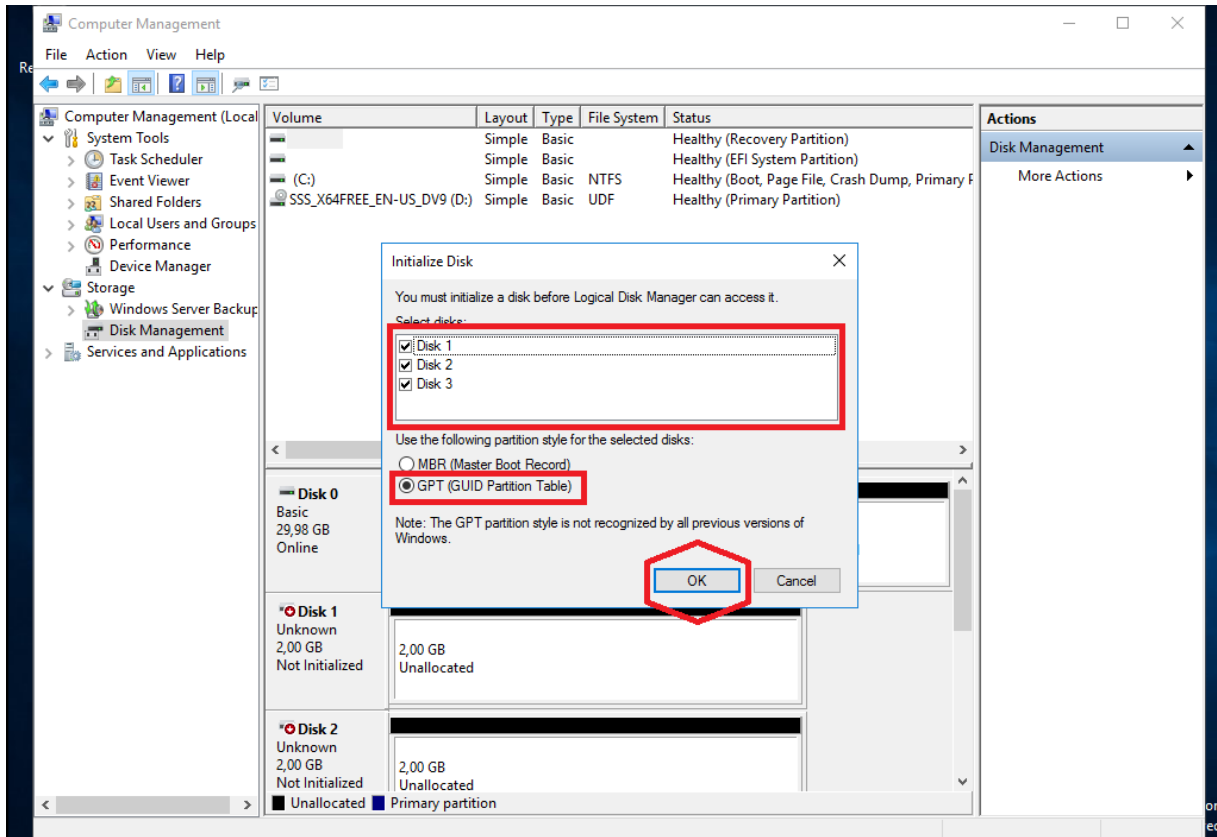 Computer Management
File Action View Help
Re
Computer Management (Local
System Tools
Task Scheduler
Event Viewer
Shared Folders
Local Users and Groups
Performance
Device Manager
Storage
Windows Server Backup
Disk Management
Services and Applications
Volume Layout Type File System Status
Simple Basic Healthy (Recovery Partition)
Simple Basic Healthy (EFI System Partition)
(C:) Simple Basic NTFS Healthy (Boot, Page File, Crash Dump, Primary P
SSS_X64FREE_EN-US_DV9 (D:) Simple Basic UDF Healthy (Primary Partition)
Actions
Disk Management
More Actions
Initialize Disk
You must initialize a disk before Logical Disk Manager can access it.
Select disks:
Disk 1
Disk 2
Disk 3
Use the following partition style for the selected disks:
MBR (Master Boot Record)
GPT (GUID Partition Table)
Note: The GPT partition style is not recognized by all previous versions of
Windows.
OK Cancel
Disk 0
Basic
29,98 GB
Online
Disk 1
Unknown
2,00 GB
Not Initialized
2,00 GB
Unallocated
Disk 2
Unknown
2,00 GB
Not Initialized
2,00 GB
Unallocated
Unallocated Primary partition